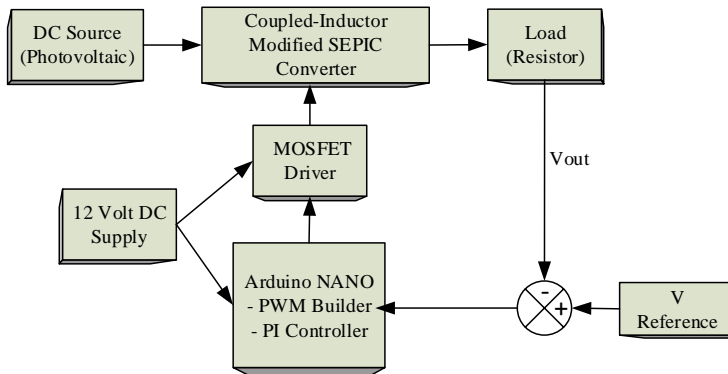 DC Source
(Photovoltaic)
Coupled-Inductor
Modified SEPIC
Converter
Load
(Resistor)
MOSFET
Driver
Vout
12 Volt DC
Supply
Arduino NANO
- PWM Builder
- PI Controller
-
+
V
Reference